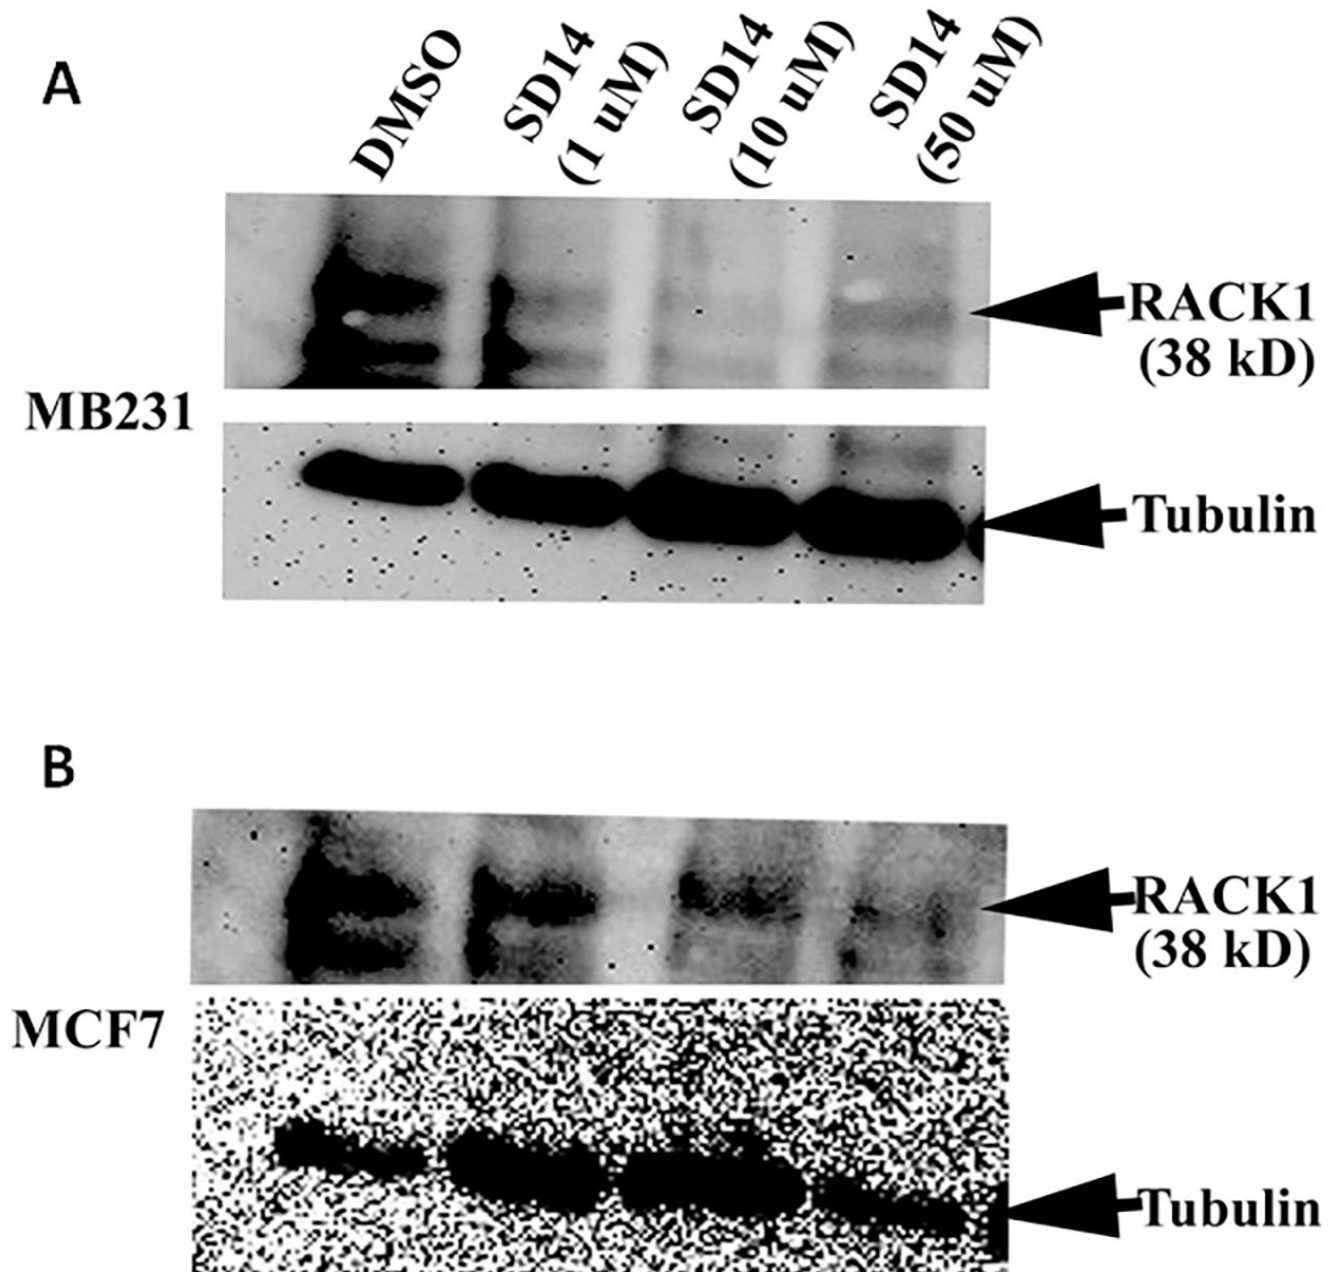 A
DMSO
SD14
(1 uM)
SD14
(10 uM)
SD14
(50 uM)
RACK1
(38 kD)
MB231
Tubulin
B
RACK1
(38 kD)
MCF7
Tubulin